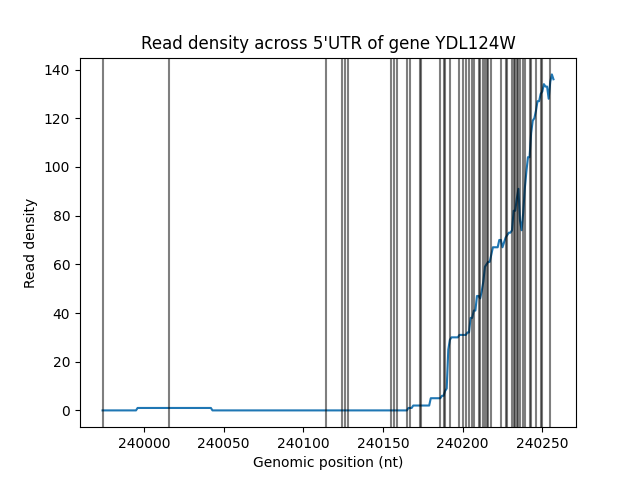 Read density across 5'UTR of gene YDL124W
140
120
100
80
60
40
20
0
Read density
240000 240050 240100 240150 240200 240250
Genomic position (nt)